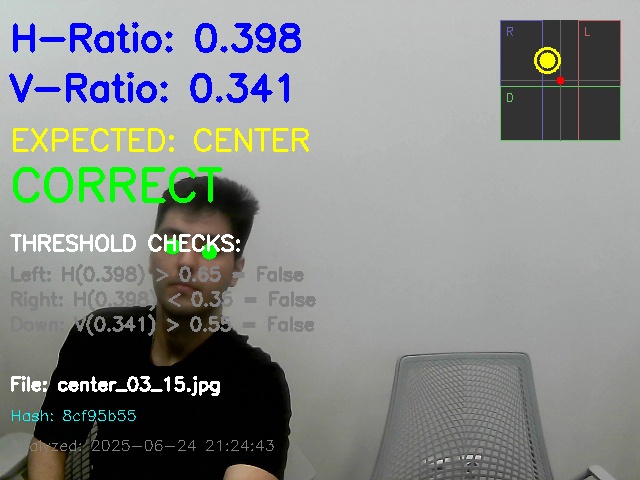 H-Ratio: 0.398
V-Ratio: 0.341
EXPECTED: CENTER
CORRECT
THRESHOLD CHECKS:
Left: H(0.398) > 0.65 = False
Right: H(0.398) < 0.35 = False
Down: V(0.341) > 0.55 = False
File: center_03_15.jpg
Hash: 8cf95b55
Analyzed: 2025-06-24 21:24:43
R L
D